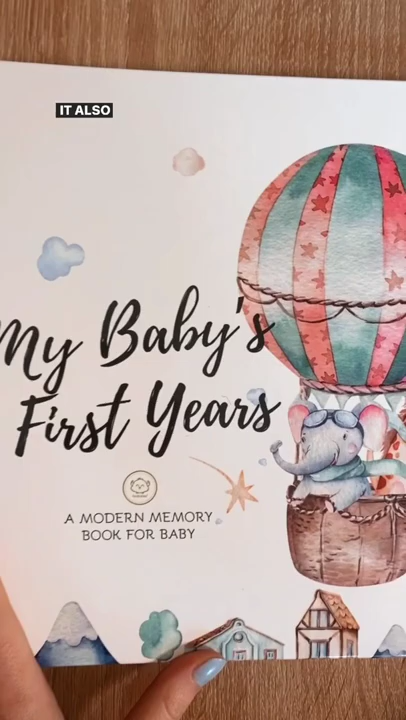 IT ALSO
My Baby's
First Years
A MODERN MEMORY
BOOK FOR BABY